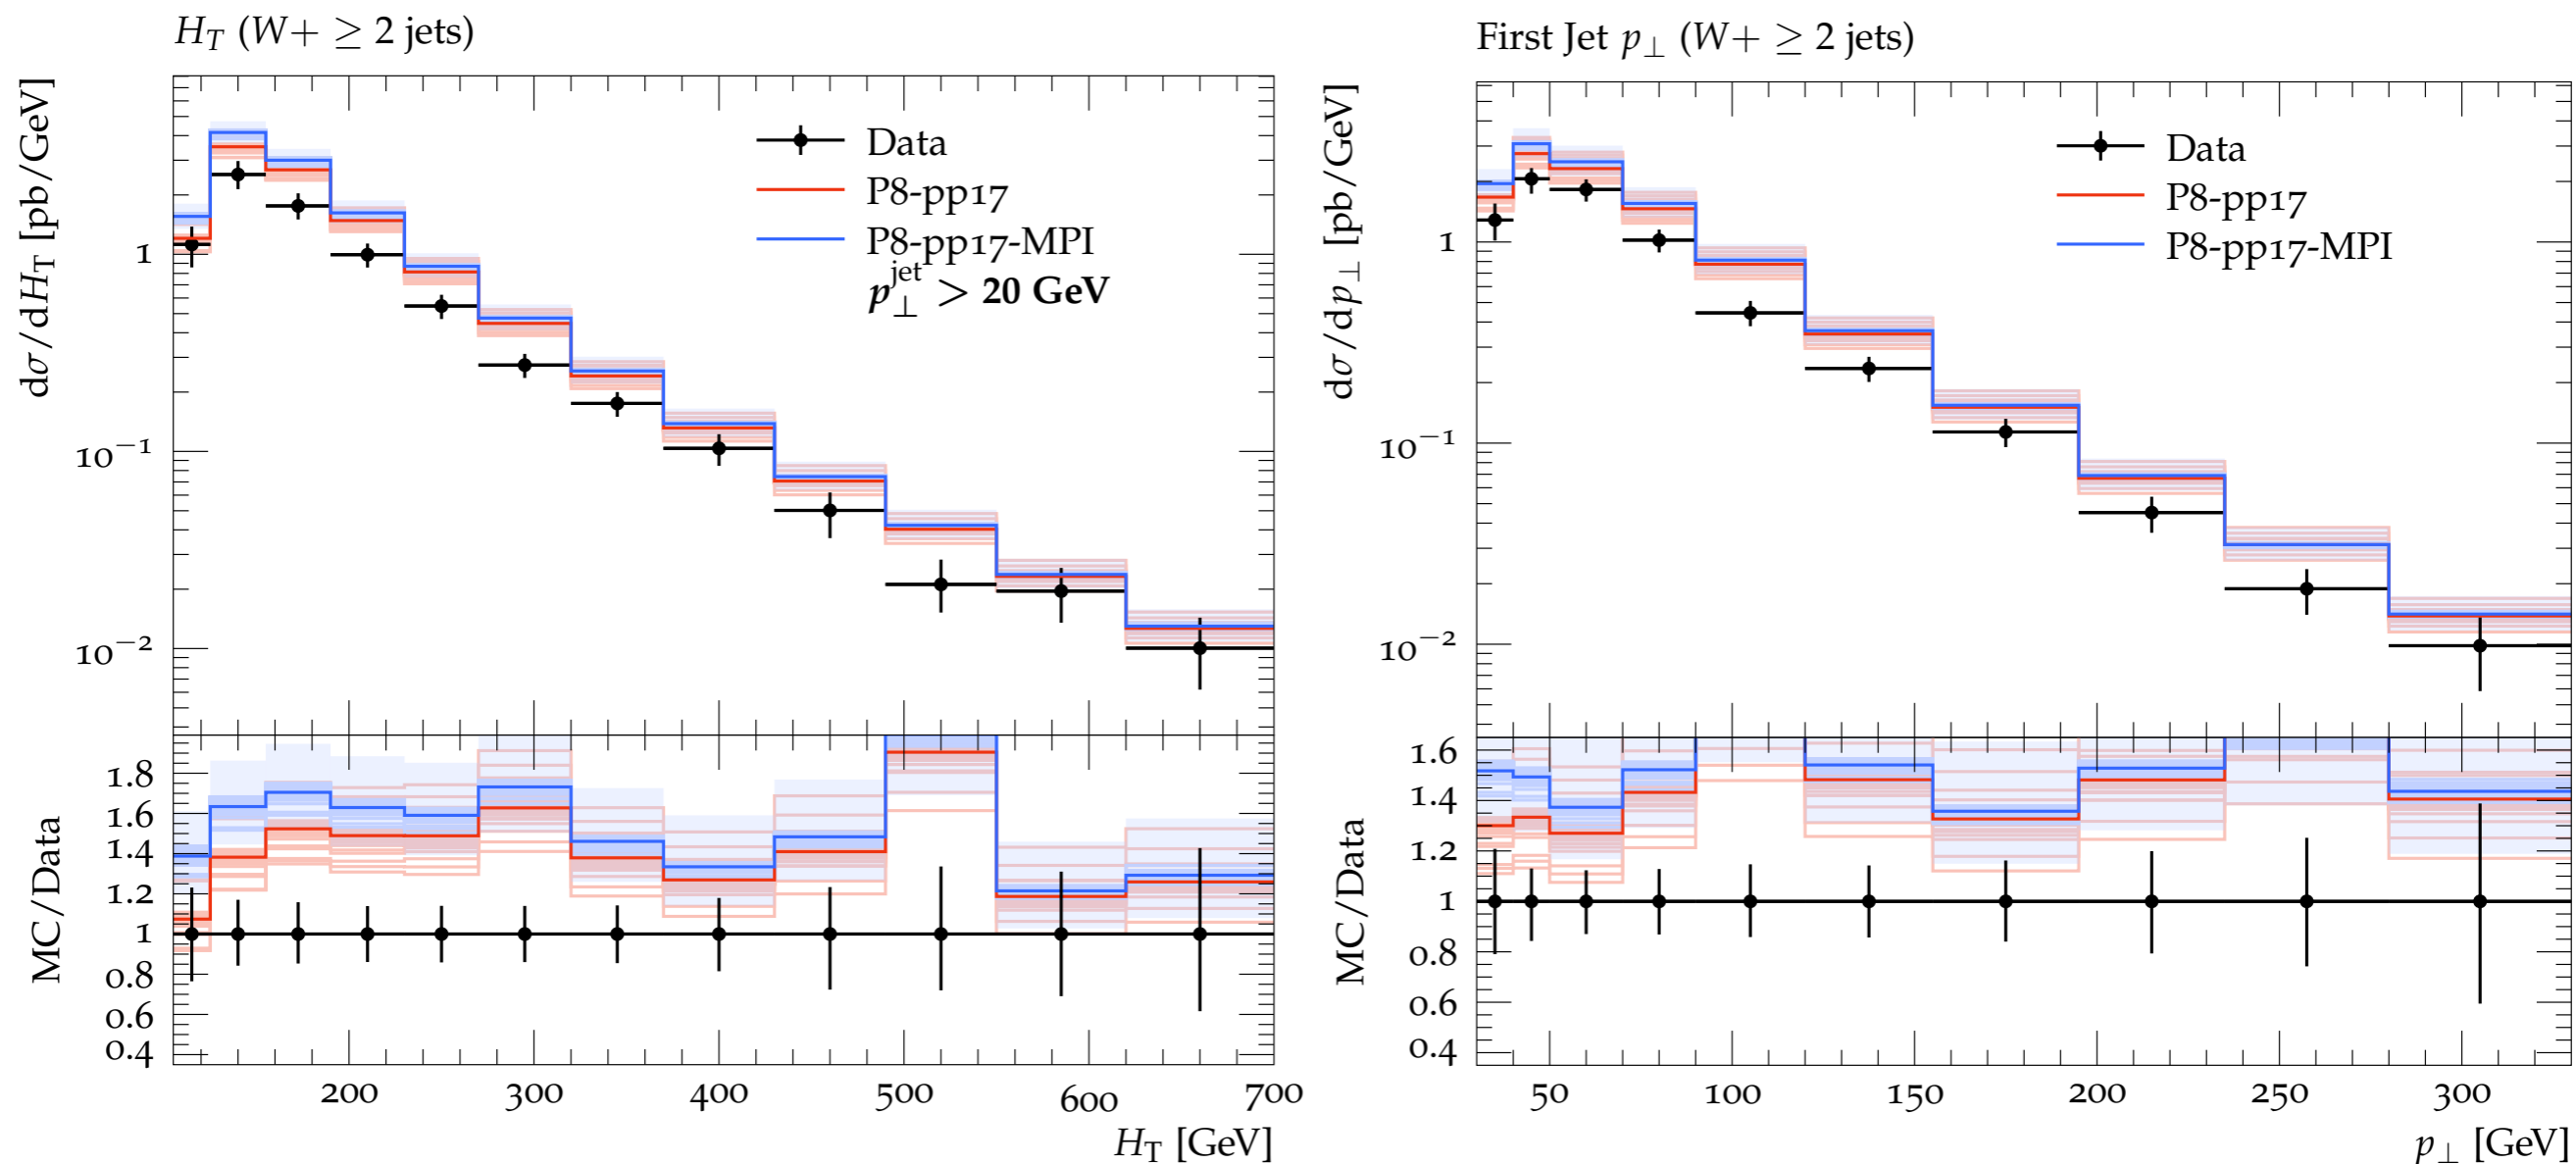 H_T (W+ ≥ 2 jets)
dσ/dH_T [pb/GeV]
1
10⁻¹
10⁻²
Data
P8-pp17
P8-pp17-MPI
p_⊥^jet > 20 GeV
MC/Data
1.8
1.6
1.4
1.2
1
0.8
0.6
0.4
200 300 400 500 600 700
H_T [GeV]
First Jet p_⊥ (W+ ≥ 2 jets)
dσ/dp_⊥ [pb/GeV]
1
10⁻¹
10⁻²
Data
P8-pp17
P8-pp17-MPI
MC/Data
1.6
1.4
1.2
1
0.8
0.6
0.4
50 100 150 200 250 300
p_⊥ [GeV]